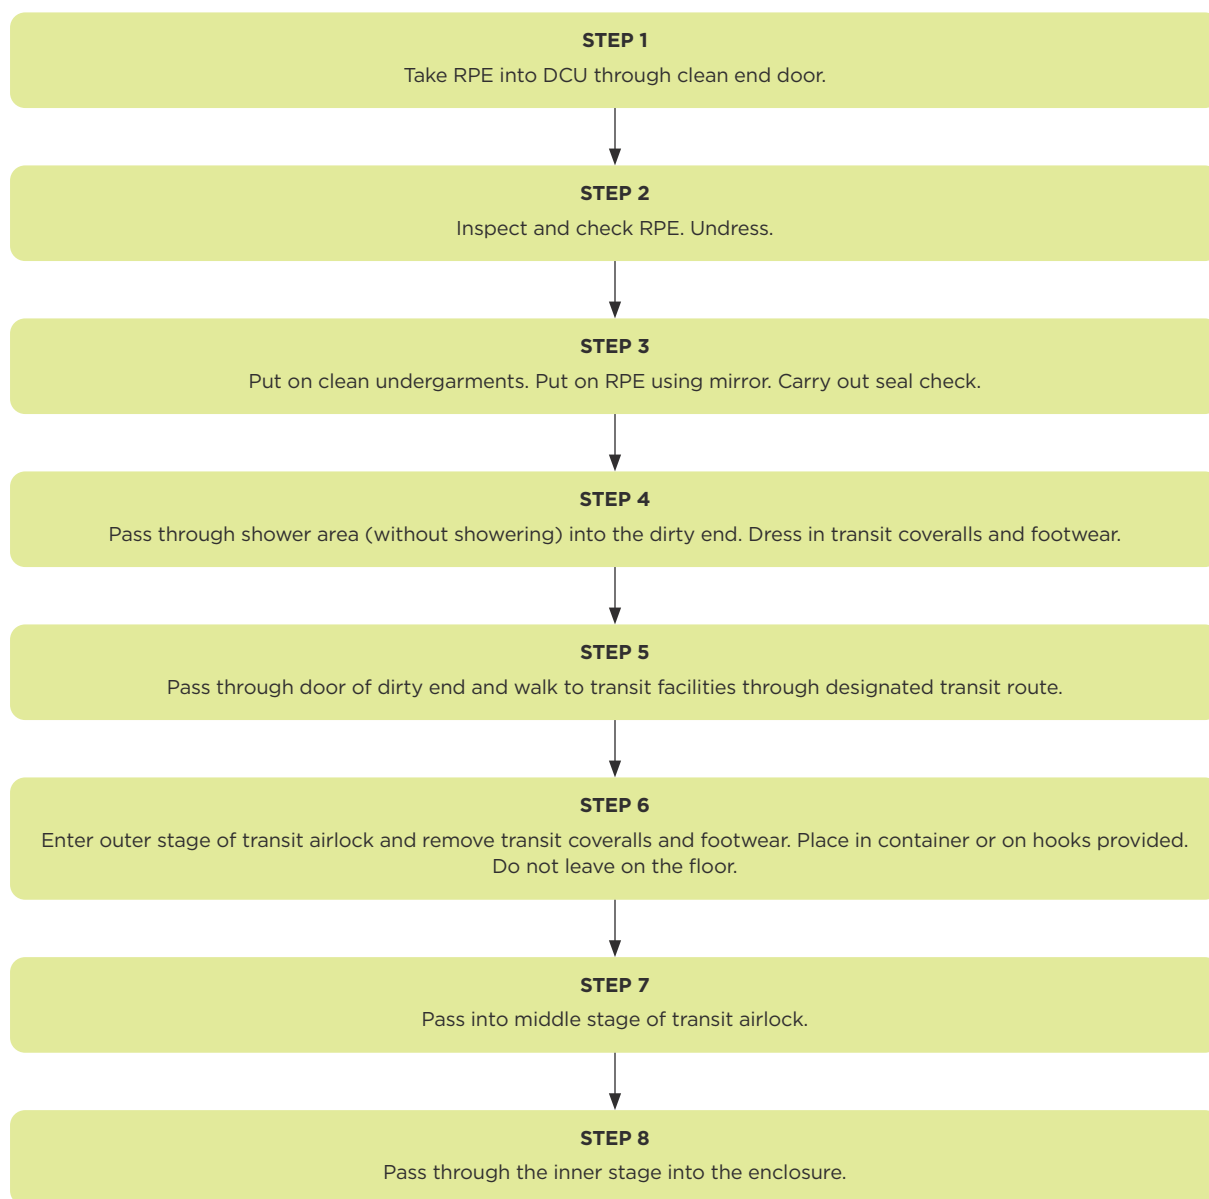 STEP 1
Take RPE into DCU through clean end door.
STEP 2
Inspect and check RPE. Undress.
STEP 3
Put on clean undergarments. Put on RPE using mirror. Carry out seal check.
STEP 4
Pass through shower area (without showering) into the dirty end. Dress in transit coveralls and footwear.
STEP 5
Pass through door of dirty end and walk to transit facilities through designated transit route.
STEP 6
Enter outer stage of transit airlock and remove transit coveralls and footwear. Place in container or on hooks provided.
Do not leave on the floor.
STEP 7
Pass into middle stage of transit airlock.
STEP 8
Pass through the inner stage into the enclosure.